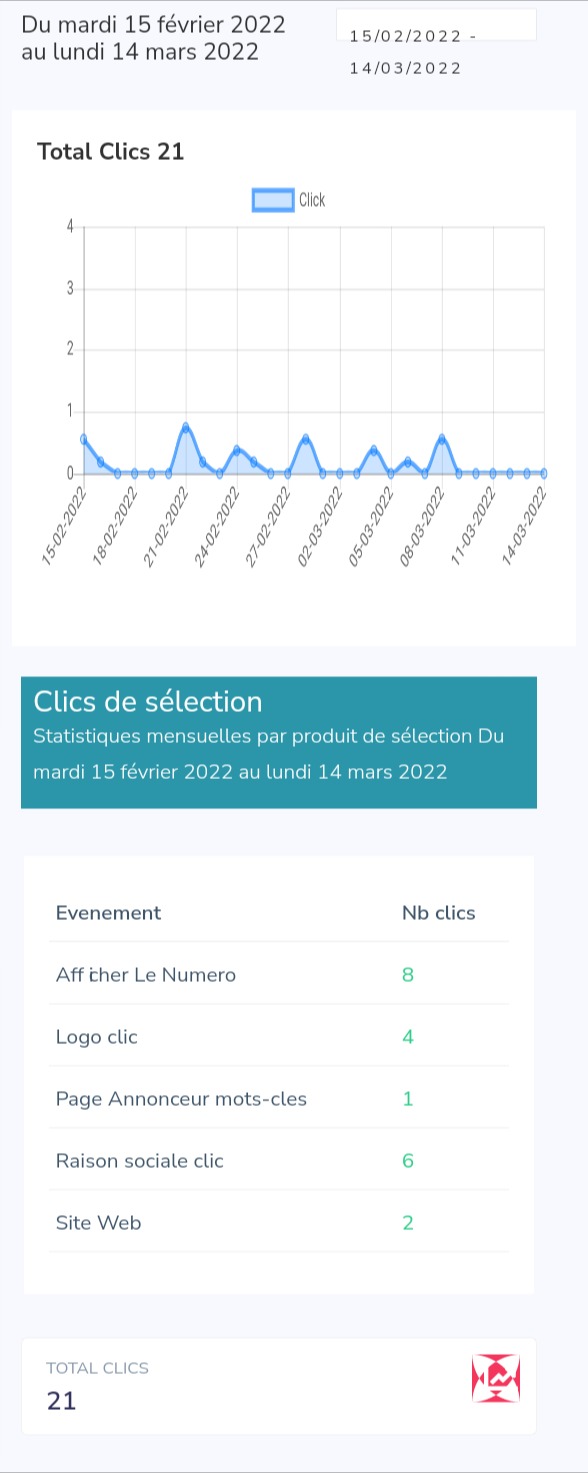 Du mardi 15 février 2022
au lundi 14 mars 2022
15/02/2022 -
14/03/2022
Total Clics 21
Click
4
3
2
1
0
15-02-2022
18-02-2022
21-02-2022
24-02-2022
27-02-2022
02-03-2022
05-03-2022
08-03-2022
11-03-2022
14-03-2022
Clics de sélection
Statistiques mensuelles par produit de sélection Du
mardi 15 février 2022 au lundi 14 mars 2022
Evenement Nb clics
Afficher Le Numero 8
Logo clic 4
Page Annonceur mots-cles 1
Raison sociale clic 6
Site Web 2
TOTAL CLICS
21